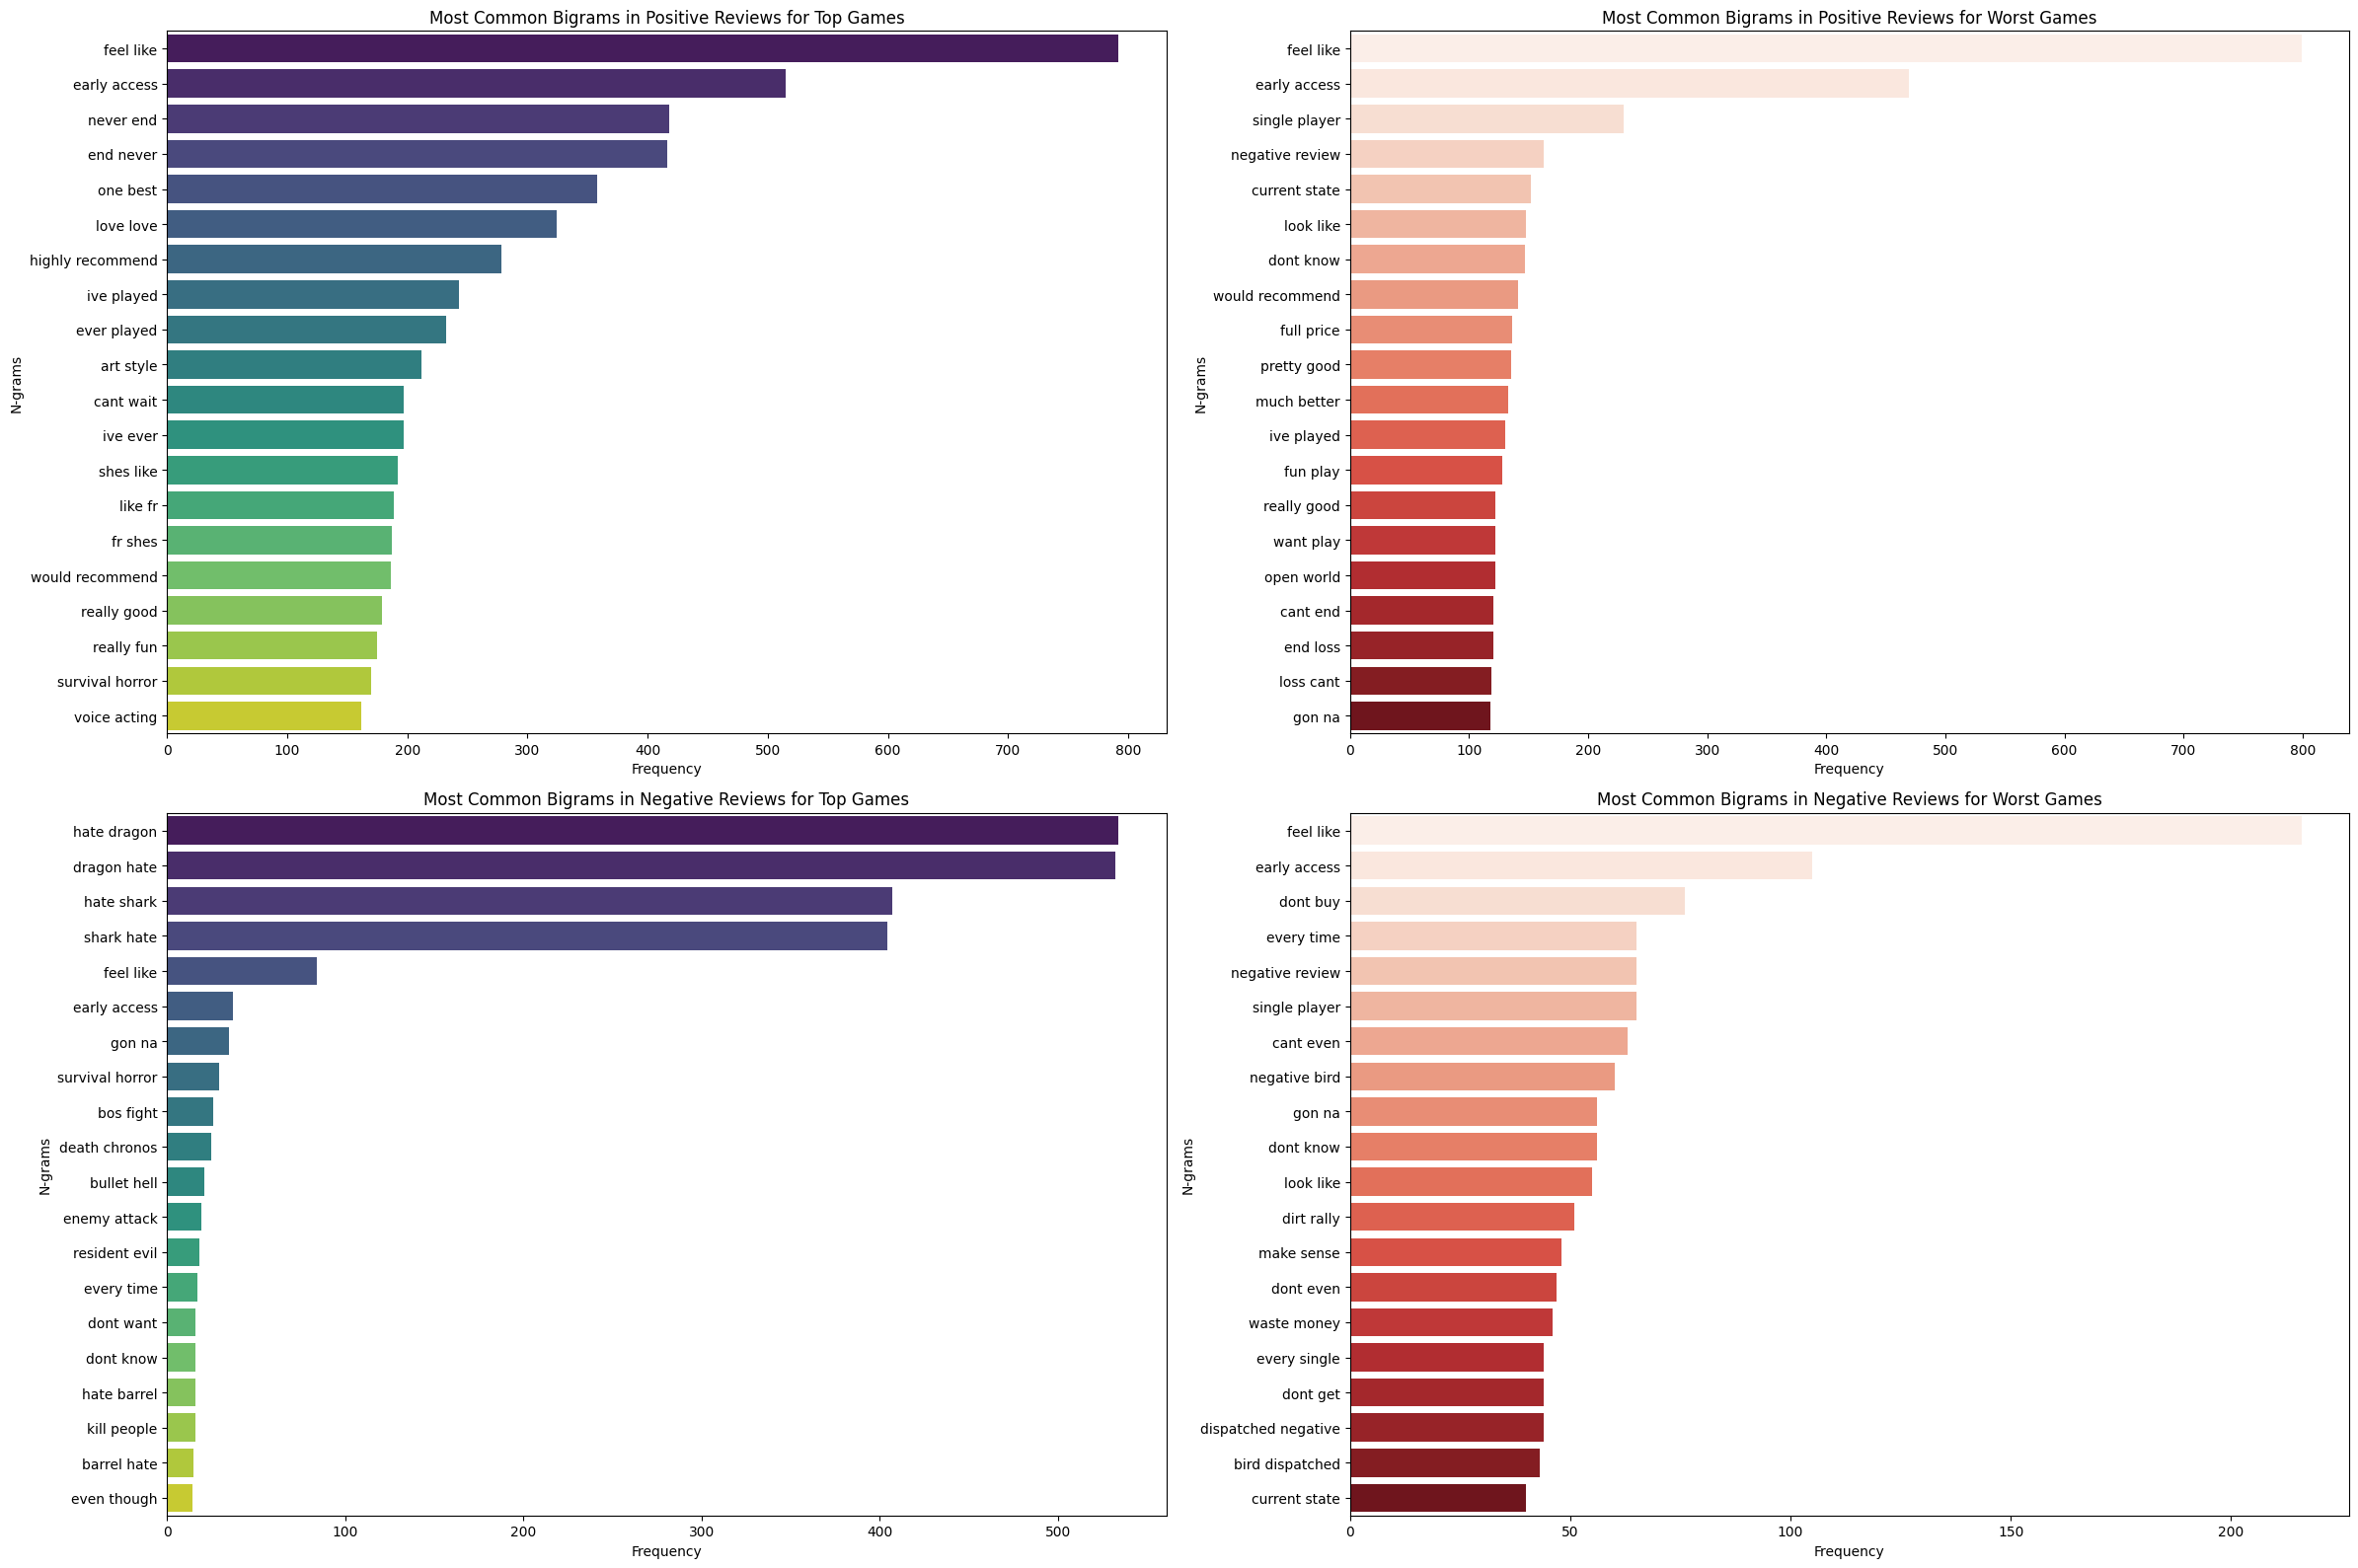 Most Common Bigrams in Positive Reviews for Top Games
feel like
early access
never end
end never
one best
love love
highly recommend
ive played
ever played
art style
cant wait
ive ever
shes like
like fr
fr shes
would recommend
really good
really fun
survival horror
voice acting
N-grams
0 100 200 300 400 500 600 700 800
Frequency
Most Common Bigrams in Positive Reviews for Worst Games
feel like
early access
single player
negative review
current state
look like
dont know
would recommend
full price
pretty good
much better
ive played
fun play
really good
want play
open world
cant end
end loss
loss cant
gon na
N-grams
0 100 200 300 400 500 600 700 800
Frequency
Most Common Bigrams in Negative Reviews for Top Games
hate dragon
dragon hate
hate shark
shark hate
feel like
early access
gon na
survival horror
bos fight
death chronos
bullet hell
enemy attack
resident evil
every time
dont want
dont know
hate barrel
kill people
barrel hate
even though
N-grams
0 100 200 300 400 500
Frequency
Most Common Bigrams in Negative Reviews for Worst Games
feel like
early access
dont buy
every time
negative review
single player
cant even
negative bird
gon na
dont know
look like
dirt rally
make sense
dont even
waste money
every single
dont get
dispatched negative
bird dispatched
current state
N-grams
0 50 100 150 200
Frequency